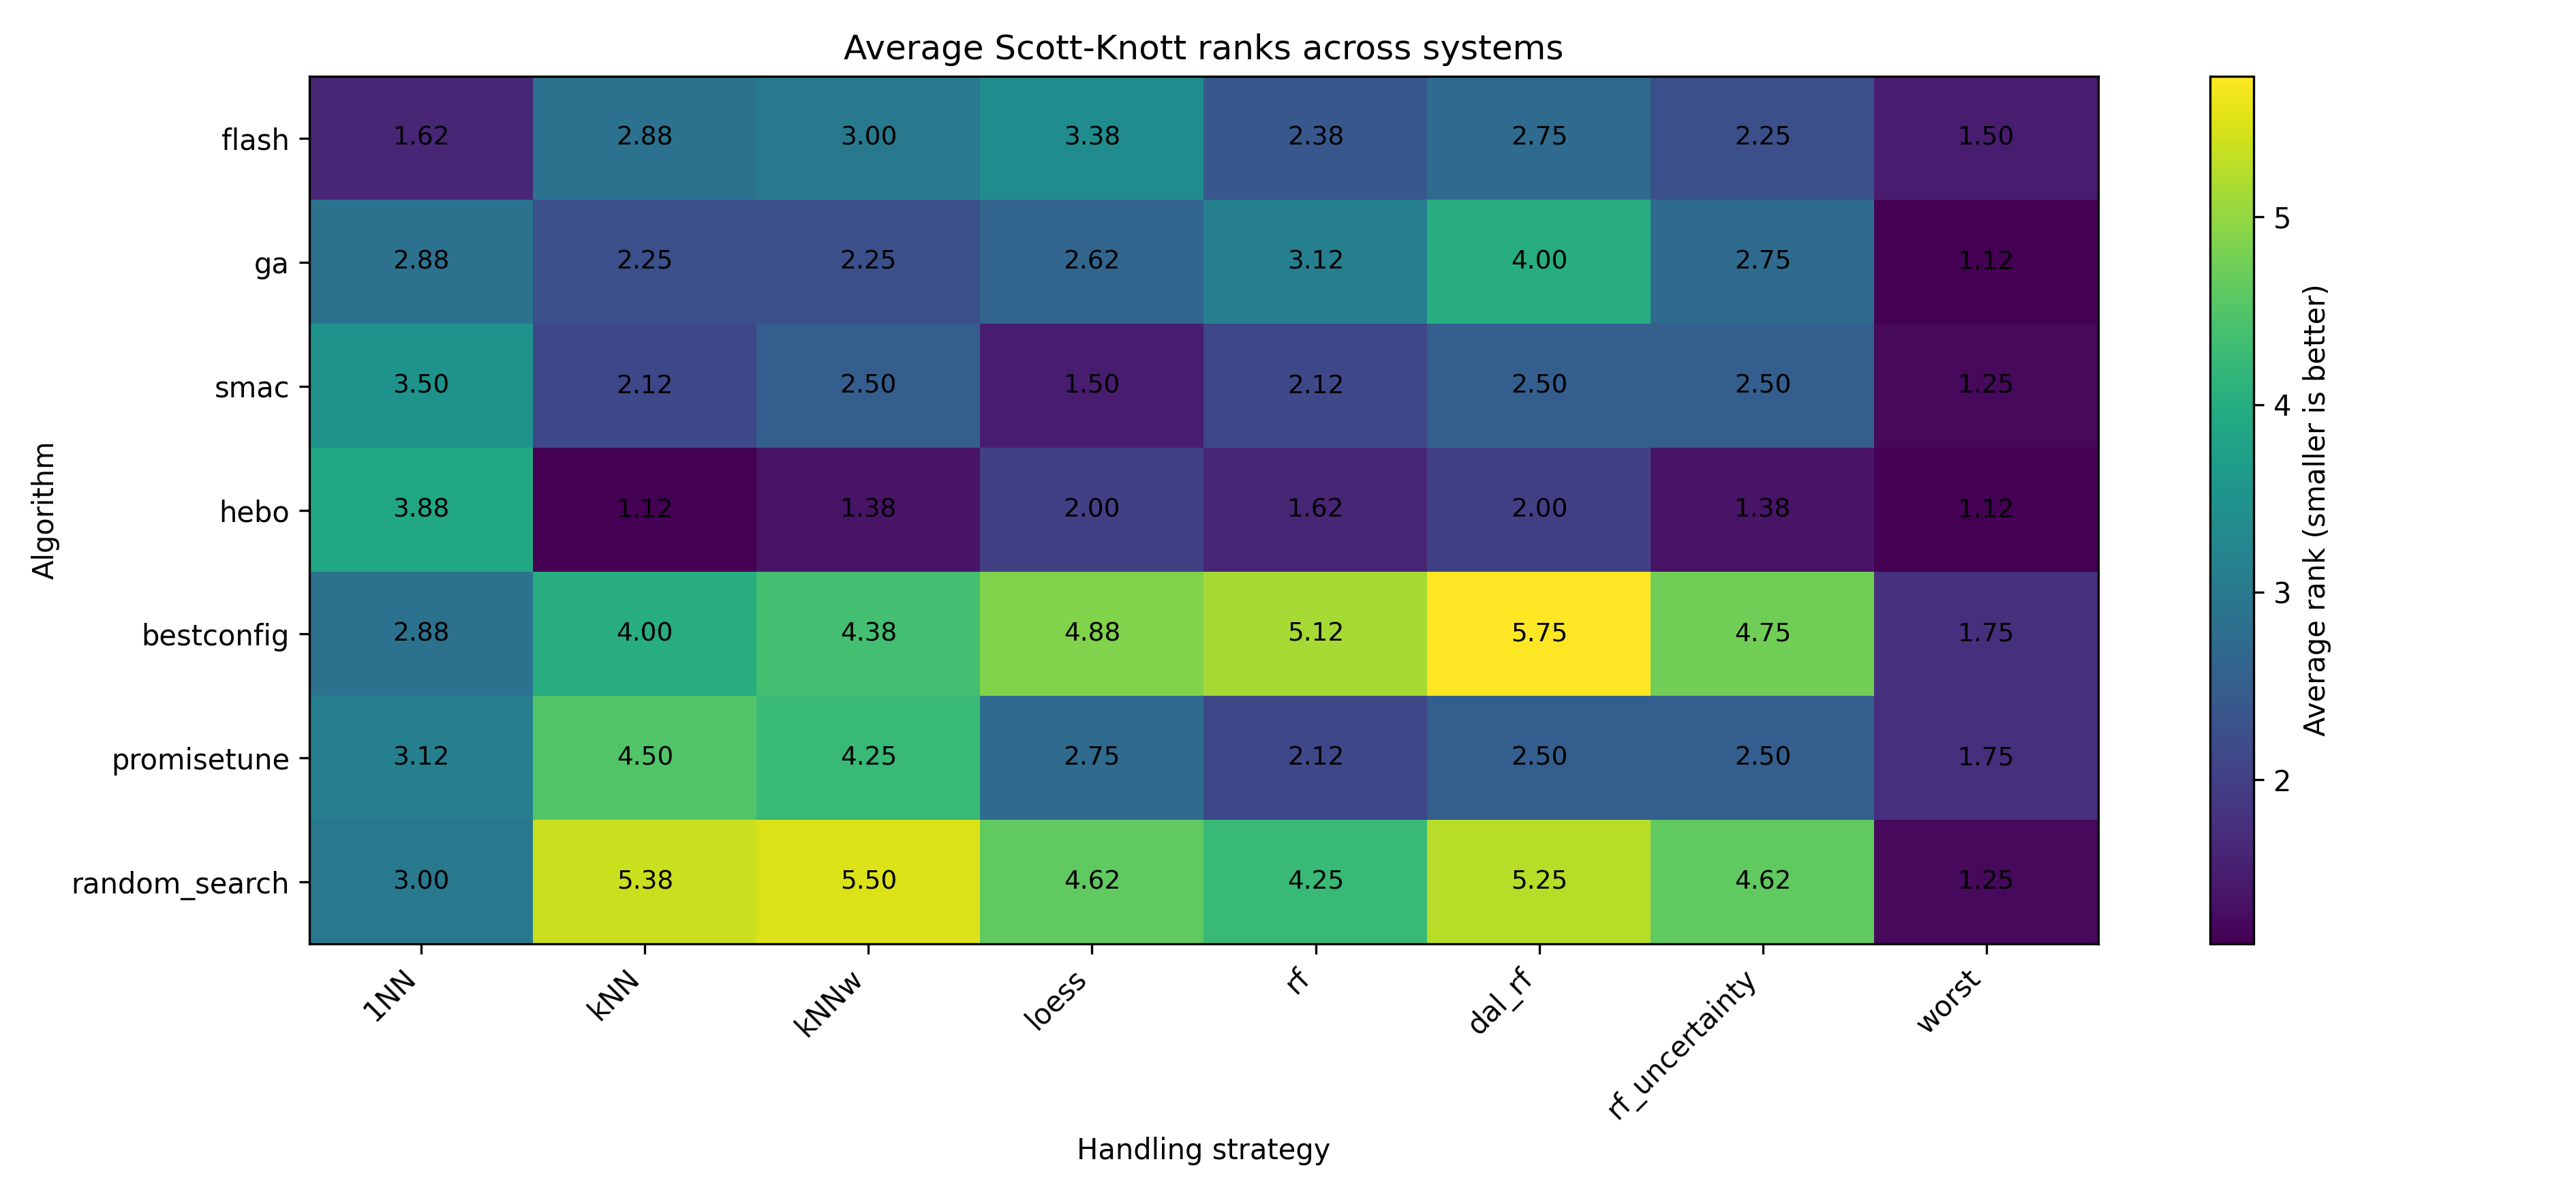 Average Scott-Knott ranks across systems
flash 1.62 2.88 3.00 3.38 2.38 2.75 2.25 1.50
ga 2.88 2.25 2.25 2.62 3.12 4.00 2.75 1.12
smac 3.50 2.12 2.50 1.50 2.12 2.50 2.50 1.25
hebo 3.88 1.12 1.38 2.00 1.62 2.00 1.38 1.12
bestconfig 2.88 4.00 4.38 4.88 5.12 5.75 4.75 1.75
promisetune 3.12 4.50 4.25 2.75 2.12 2.50 2.50 1.75
random_search 3.00 5.38 5.50 4.62 4.25 5.25 4.62 1.25
1NN kNN kNNw loess rf dal_rf rf_uncertainty worst
Handling strategy
Algorithm
5
4
3
2
Average rank (smaller is better)